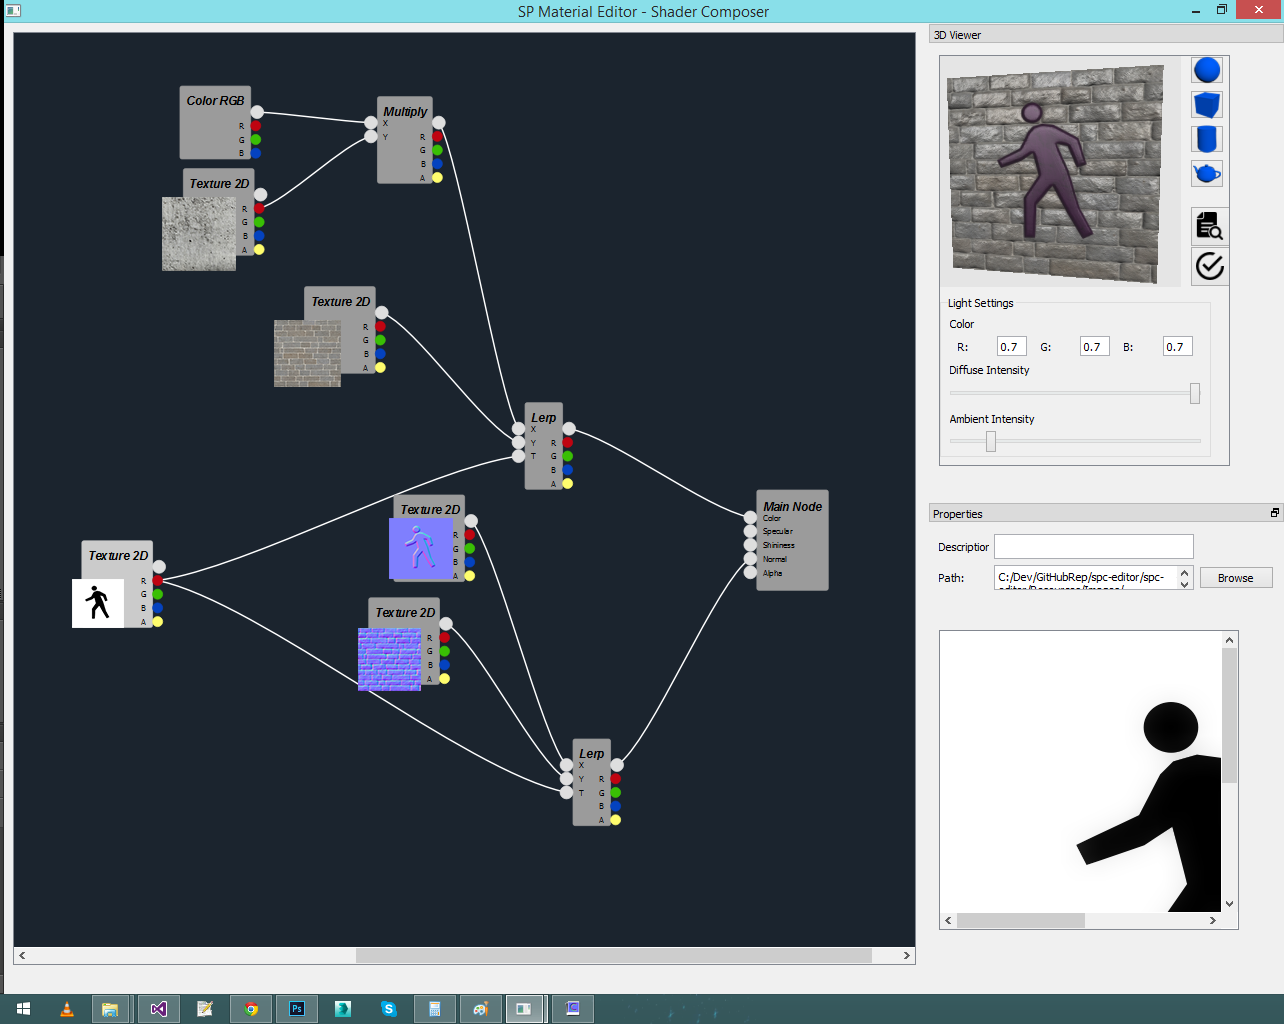 SP Material Editor - Shader Composer
Color RGB
R
G
B
Multiply
X
Y
R
G
B
A
Texture 2D
R
G
B
A
Texture 2D
R
G
B
A
Lerp
X
Y R
T G
B
A
Texture 2D
R
G
B
A
Texture 2D
R
G
B
A
Texture 2D
R
G
B
A
Main Node
Color
Specular
Shininess
Normal
Alpha
Lerp
X
Y R
T G
B
A
3D Viewer
Light Settings
Color
R: 0.7 G: 0.7 B: 0.7
Diffuse Intensity
Ambient Intensity
Properties
Descriptior
Path: C:/Dev/GitHubRep/spc-editor/spc- Browse
editor/Resources/Images/
Ps
S